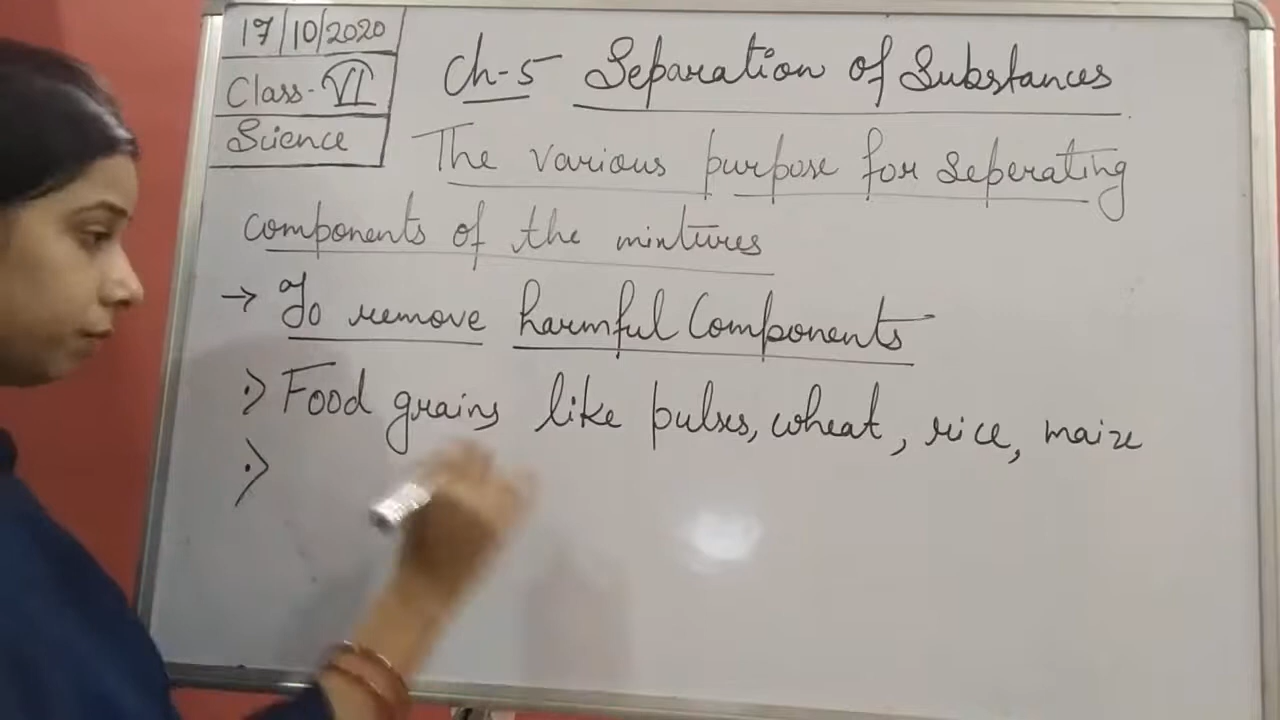 17/10/2020
Class-VI
Science
Ch-5 Separation of Substances
The various purpose for Seperating
components of the mixtures
→ To remove harmful Components
Food grains like pulses, wheat, rice, maize